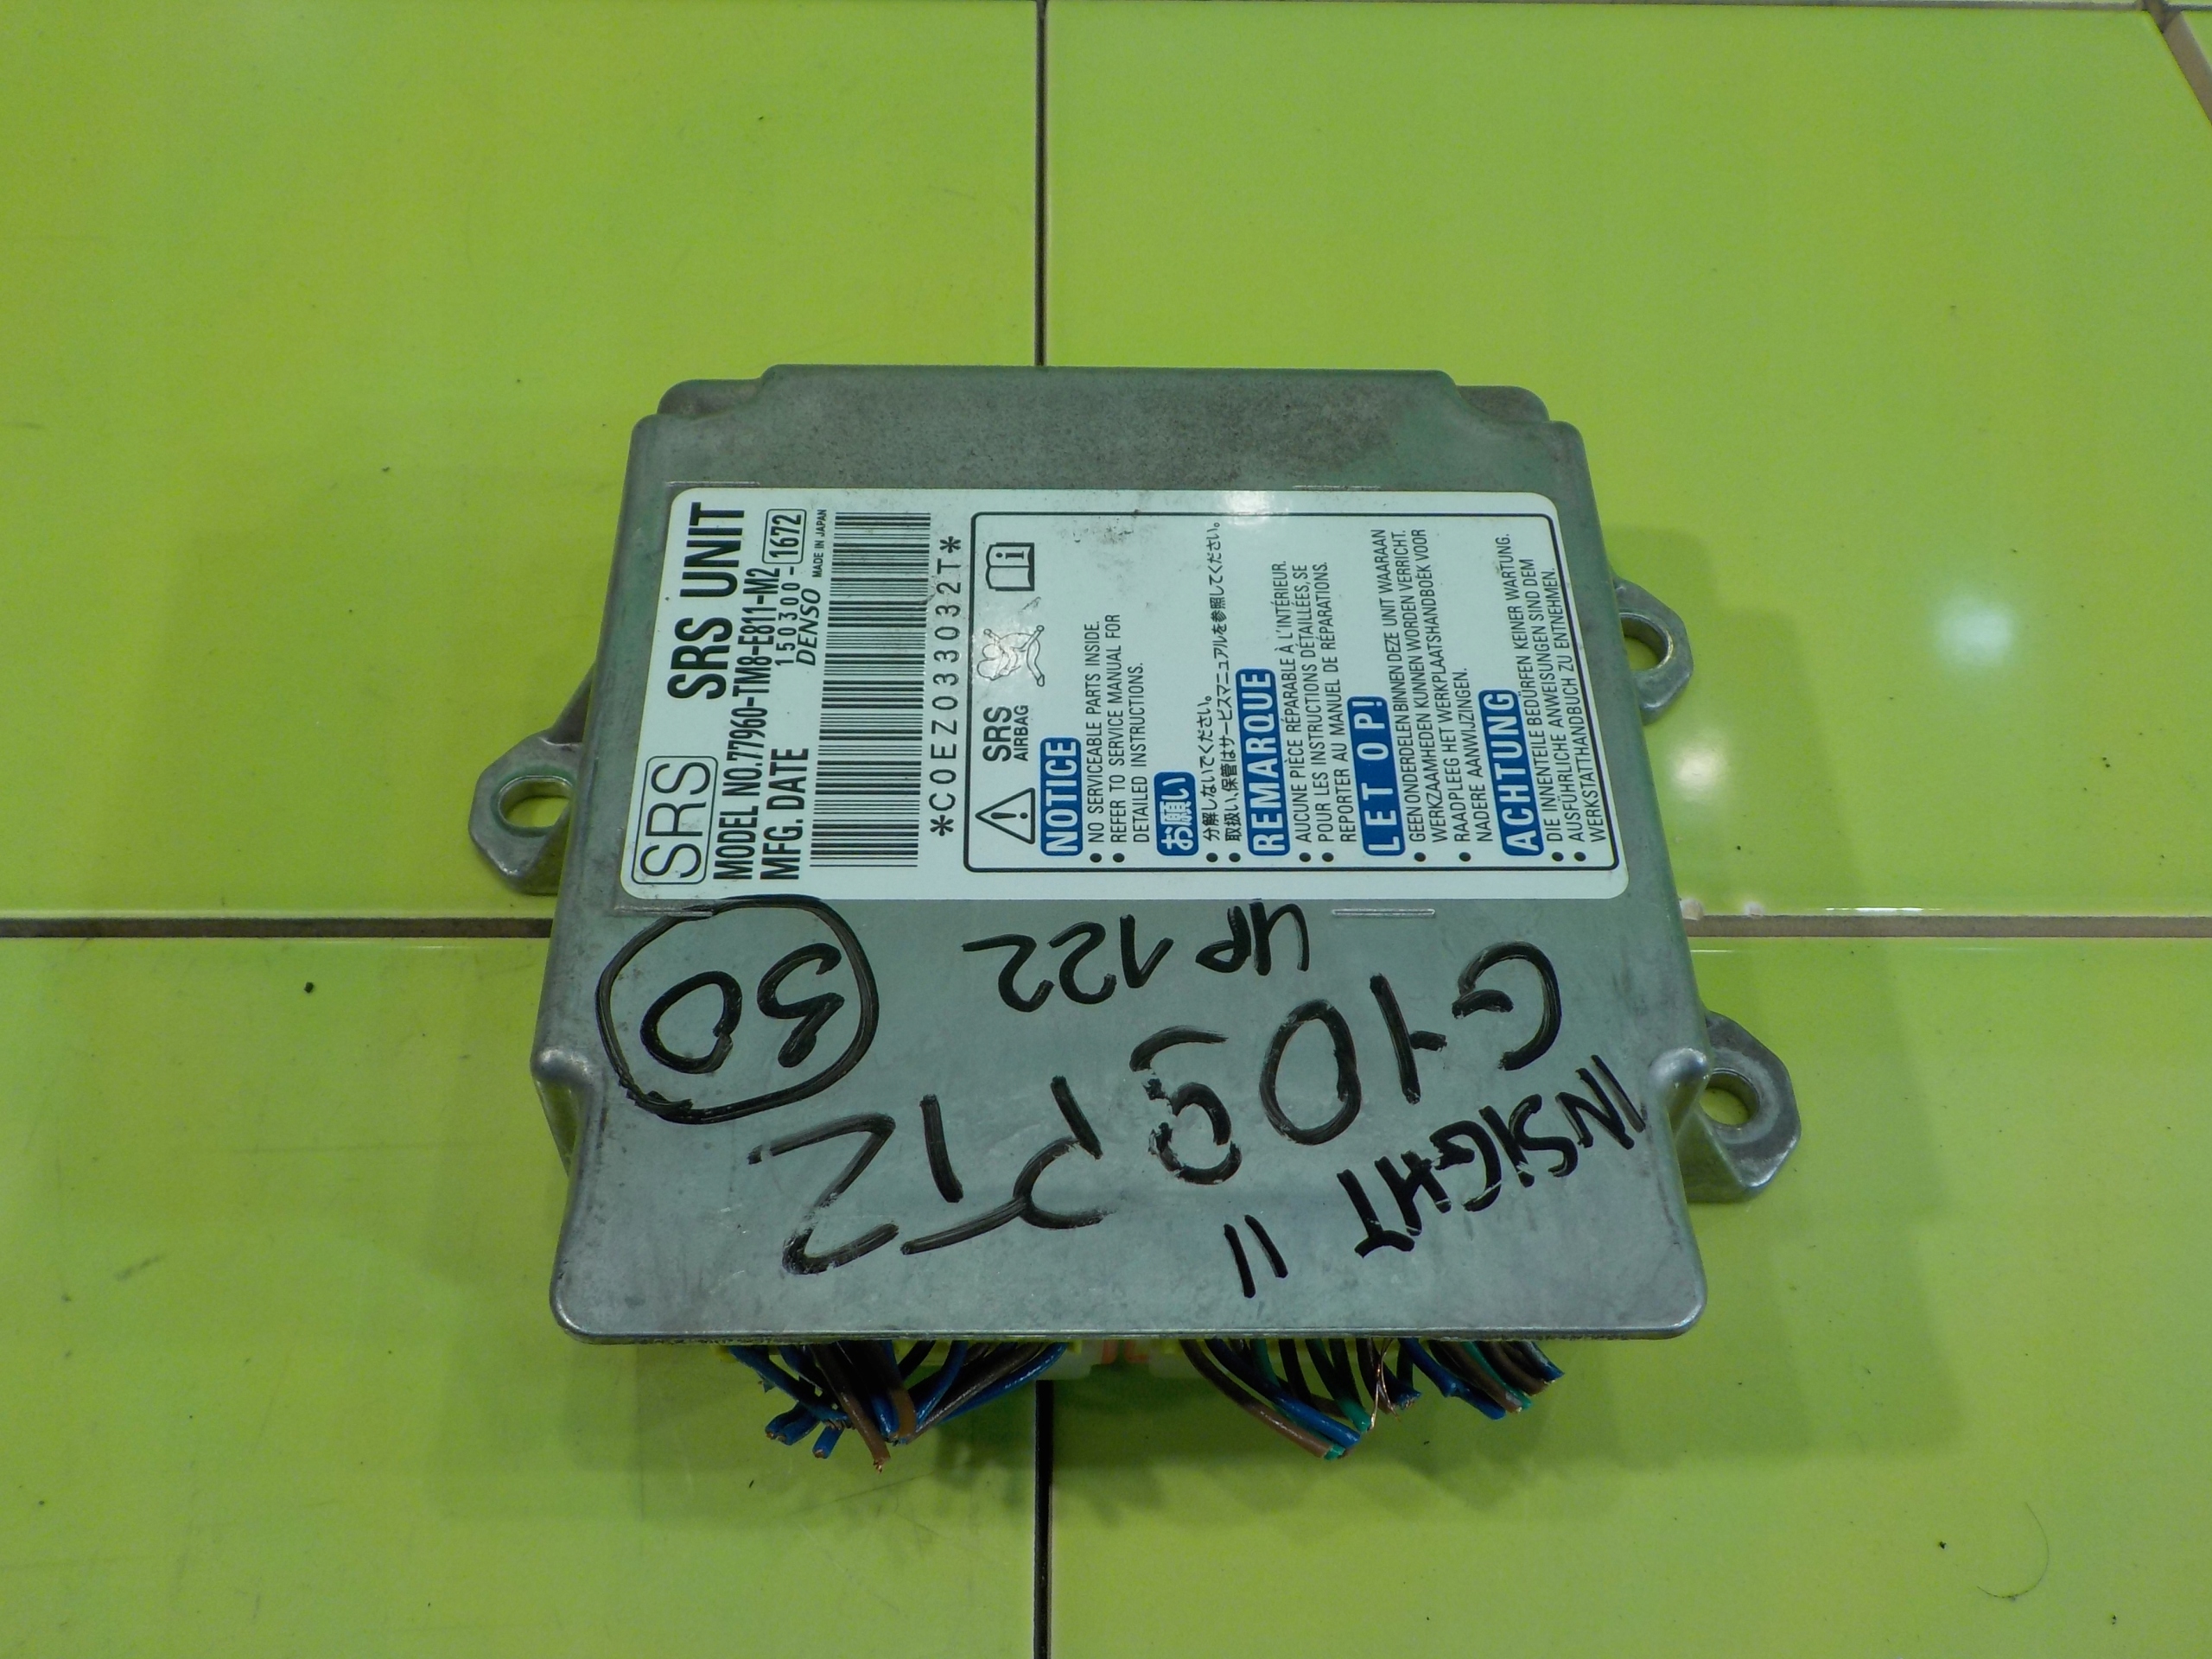 SRS SRS UNIT
MODEL NO.77960-TM8-E811-M2
MFG. DATE 150300-1672
DENSO MADE IN JAPAN
*C0EZ033032T*
SRS
AIRBAG
NOTICE
• NO SERVICEABLE PARTS INSIDE.
• REFER TO SERVICE MANUAL FOR
DETAILED INSTRUCTIONS.
お願い
• 分解しないでください。
• 取扱い、保管はサービスマニュアルを参照してください。
REMARQUE
• AUCUNE PIÈCE RÉPARABLE À L'INTÉRIEUR.
• POUR LES INSTRUCTIONS DÉTAILLÉES, SE
REPORTER AU MANUEL DE RÉPARATIONS.
LET OP!
• GEEN ONDERDELEN BINNEN DEZE UNIT WAARAAN
WERKZAAMHEDEN KUNNEN WORDEN VERRICHT.
• RAADPLEEG HET WERKPLAATSHANDBOEK VOOR
NADERE AANWIJZINGEN.
ACHTUNG
• DIE INNENTEILE BEDÜRFEN KEINER WARTUNG.
• AUSFÜHRLICHE ANWEISUNGEN SIND DEM
WERKSTATTHANDBUCH ZU ENTNEHMEN.
"INSIGHT"
G109 PT2
122
30